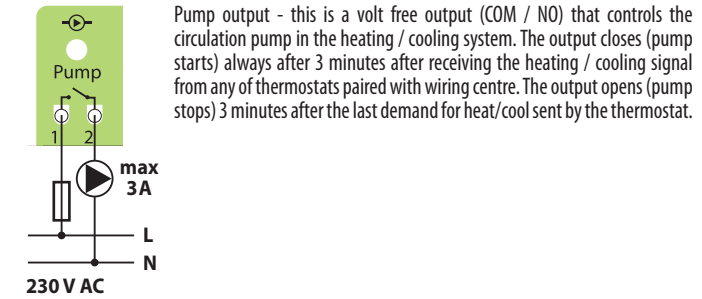 Pump
1 2
max
3 A
L
N
230 V AC
Pump output - this is a volt free output (COM / NO) that controls the
circulation pump in the heating / cooling system. The output closes (pump
starts) always after 3 minutes after receiving the heating / cooling signal
from any of thermostats paired with wiring centre. The output opens (pump
stops) 3 minutes after the last demand for heat/cool sent by the thermostat.